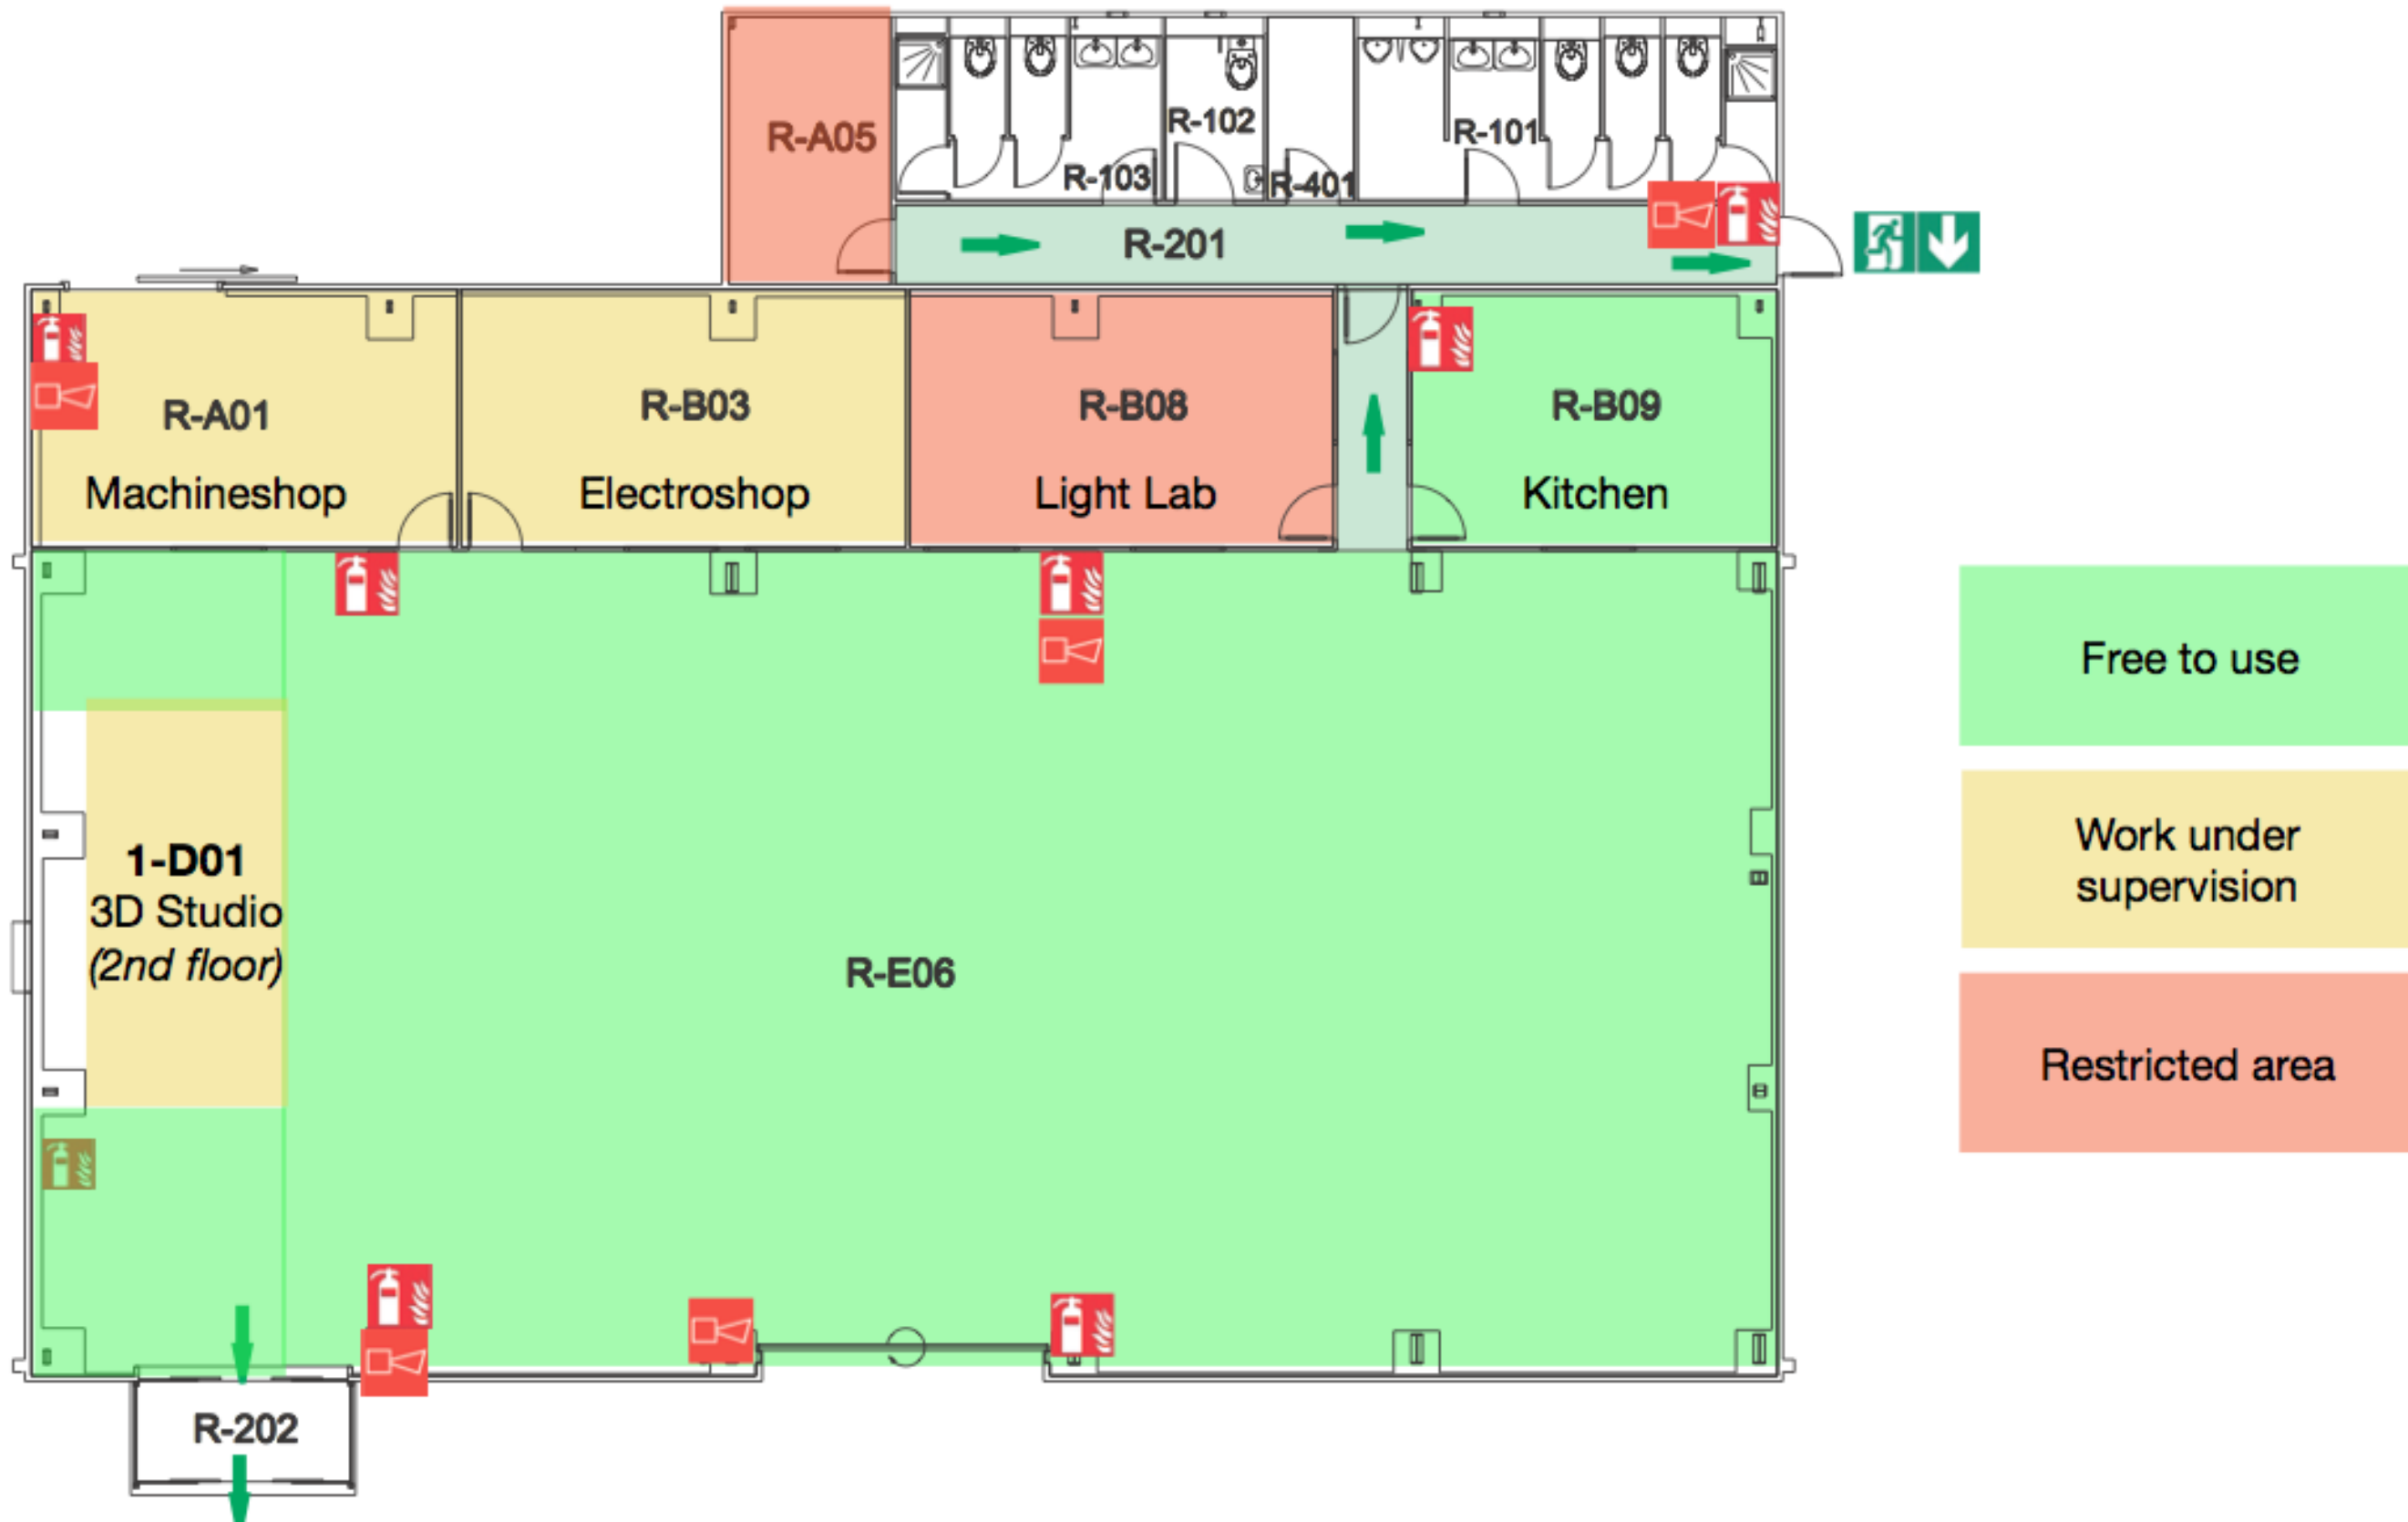 R-A05
R-102
R-101
R-103
R-401
R-201
R-A01
R-B03
R-B08
R-B09
Machineshop
Electroshop
Light Lab
Kitchen
Free to use
Work under
supervision
1-D01
3D Studio
(2nd floor)
R-E06
Restricted area
R-202